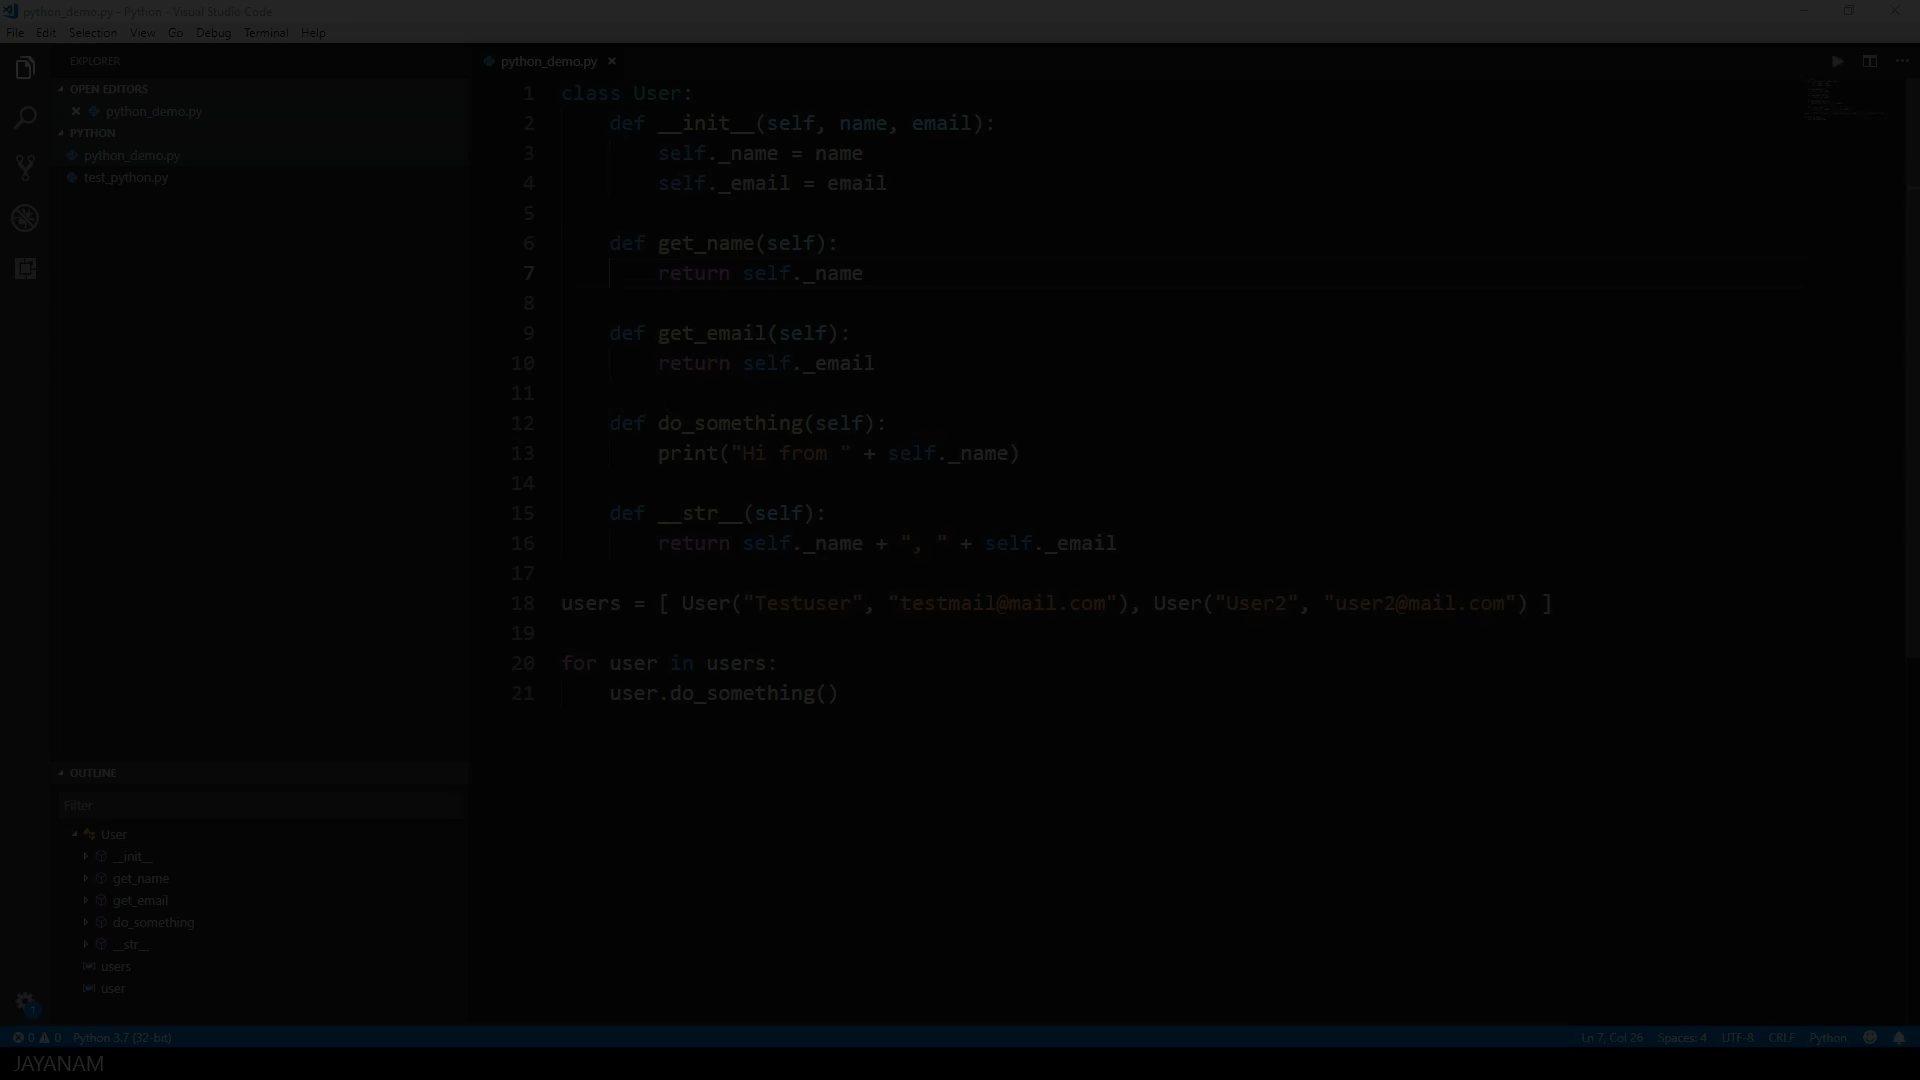 python_demo.py - Python - Visual Studio Code
File Edit Selection View Go Debug Terminal Help
EXPLORER
OPEN EDITORS
python_demo.py
PYTHON
python_demo.py
test_python.py
python_demo.py
1 class User:
2     def __init__(self, name, email):
3         self._name = name
4         self._email = email
5
6     def get_name(self):
7         return self._name
8
9     def get_email(self):
10         return self._email
11
12     def do_something(self):
13         print("Hi from " + self._name)
14
15     def __str__(self):
16         return self._name + ", " + self._email
17
18 users = [ User("Testuser", "testmail@mail.com"), User("User2", "user2@mail.com") ]
19
20 for user in users:
21     user.do_something()
OUTLINE
Filter
User
__init__
get_name
get_email
do_something
__str__
users
user
1
0 0 Python 3.7 (32-bit) Ln 7, Col 26 Spaces: 4 UTF-8 CRLF Python
JAYANAM